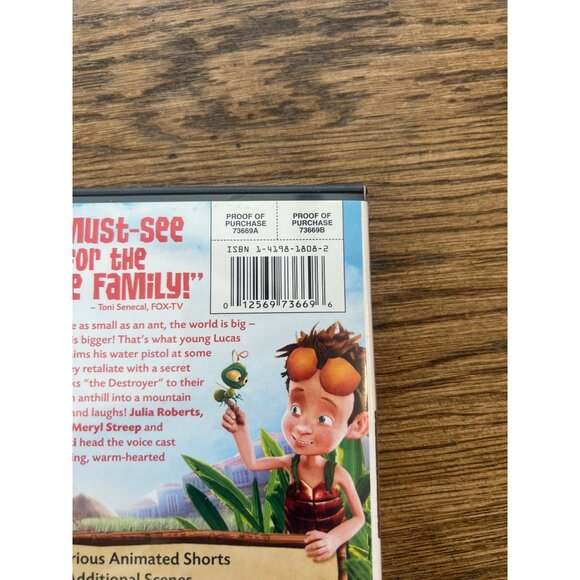 PROOF OF PURCHASE 73669A
PROOF OF PURCHASE 73669B
ISBN 1-4198-1808-2
0 12569 73669 6
MUST-SEE
FOR THE
E FAMILY!"
– Toni Senecal, FOX-TV
e as small as an ant, the world is big –
is bigger! That's what young Lucas
ims his water pistol at some
ey retaliate with a secret
ks "the Destroyer" to their
anthill into a mountain
and laughs! Julia Roberts,
Meryl Streep and
i head the voice cast
ing, warm-hearted
rious Animated Shorts
Additional Scenes